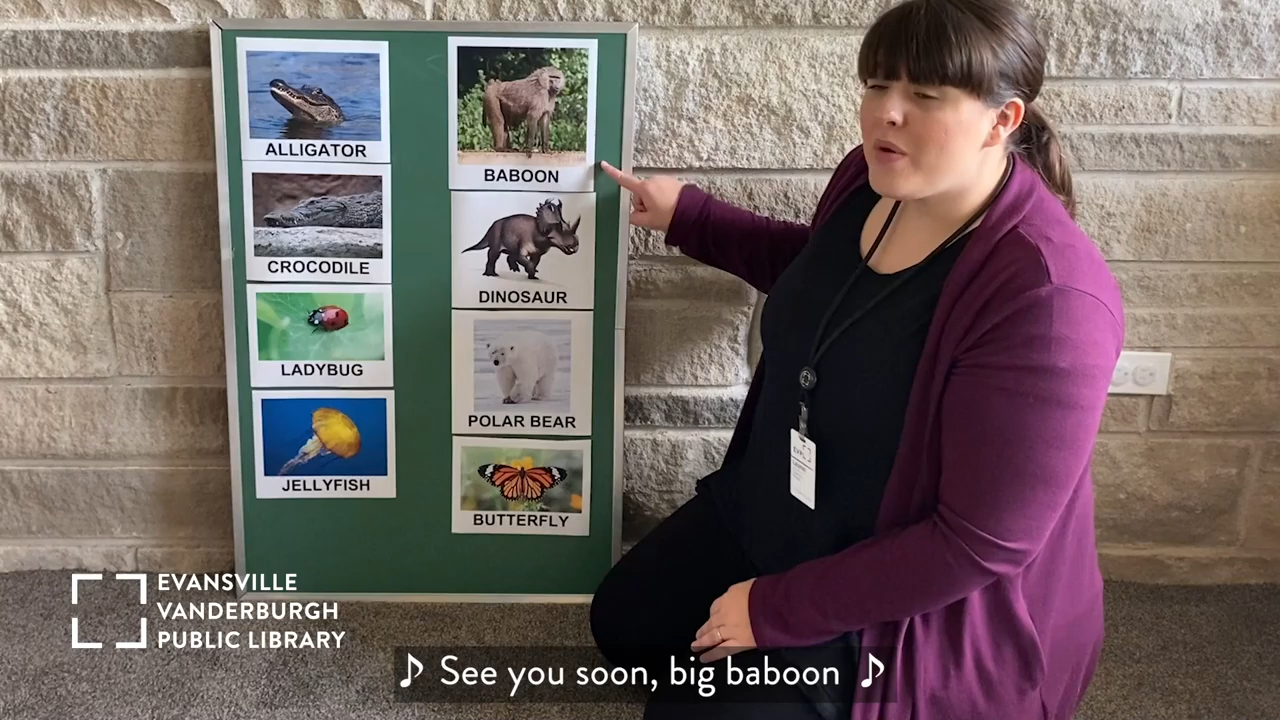 ALLIGATOR
CROCODILE
LADYBUG
JELLYFISH
BABOON
DINOSAUR
POLAR BEAR
BUTTERFLY
EVANSVILLE
VANDERBURGH
PUBLIC LIBRARY
♪ See you soon, big baboon ♪